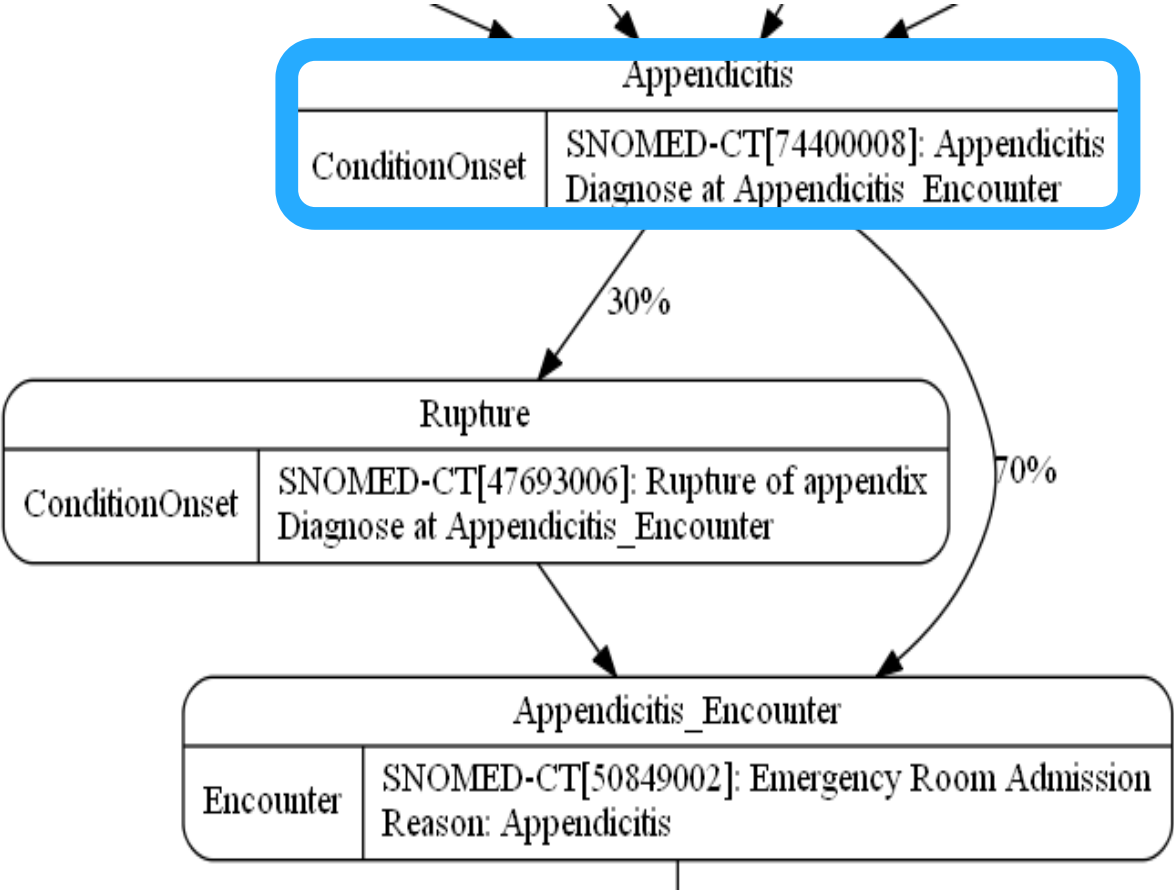 Appendicitis
ConditionOnset
SNOMED-CT[74400008]: Appendicitis
Diagnose at Appendicitis_Encounter
30%
Rupture
ConditionOnset
SNOMED-CT[47693006]: Rupture of appendix
Diagnose at Appendicitis_Encounter
70%
Appendicitis_Encounter
Encounter
SNOMED-CT[50849002]: Emergency Room Admission
Reason: Appendicitis